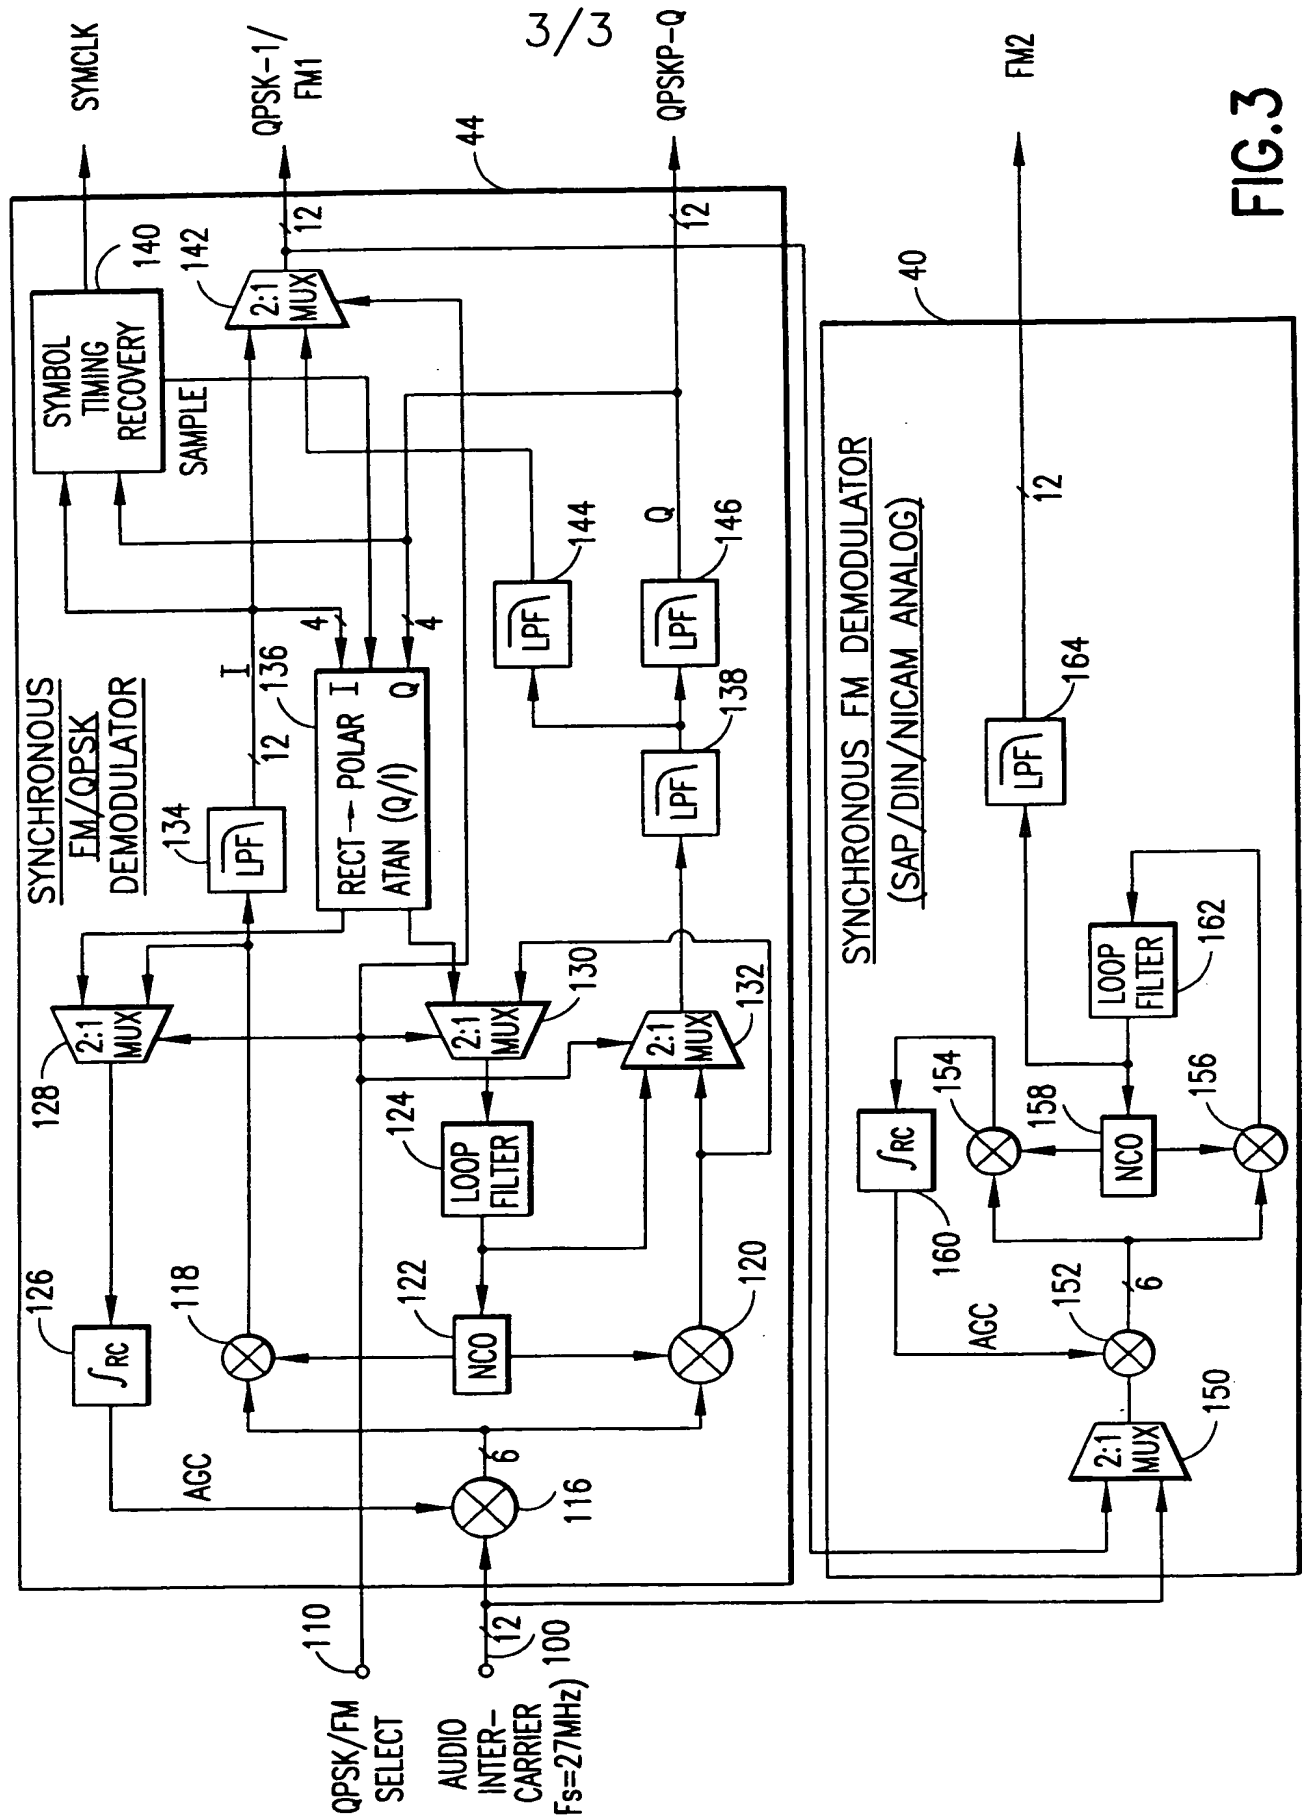 3/3
SYNCHRONOUS
FM/QPSK
DEMODULATOR
SYMBOL
TIMING
RECOVERY
140
SYMCLK
SAMPLE
128
2:1
MUX
126
∫RC
AGC
118
134
LPF
12
I
136
RECT→POLAR I
ATAN (Q/I) Q
4
4
142
2:1
MUX
12
QPSK-1/
FM1
44
110
QPSK/FM
SELECT
AUDIO
INTER-
CARRIER
Fs=27MHz)
100
12
116
6
122
NCO
124
LOOP
FILTER
130
2:1
MUX
120
132
2:1
MUX
138
LPF
144
LPF
146
LPF
Q
12
QPSKP-Q
SYNCHRONOUS FM DEMODULATOR
(SAP/DIN/NICAM ANALOG)
40
150
2:1
MUX
152
6
AGC
160
∫RC
154
158
NCO
156
162
LOOP
FILTER
164
LPF
12
FM2
FIG.3